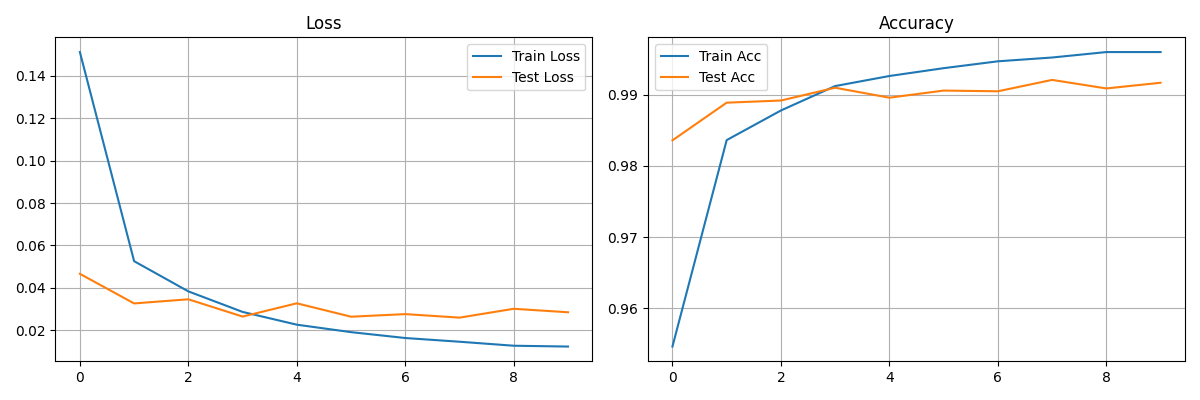 Loss
Train Loss
Test Loss
0.14
0.12
0.10
0.08
0.06
0.04
0.02
0 2 4 6 8
Accuracy
Train Acc
Test Acc
0.99
0.98
0.97
0.96
0 2 4 6 8